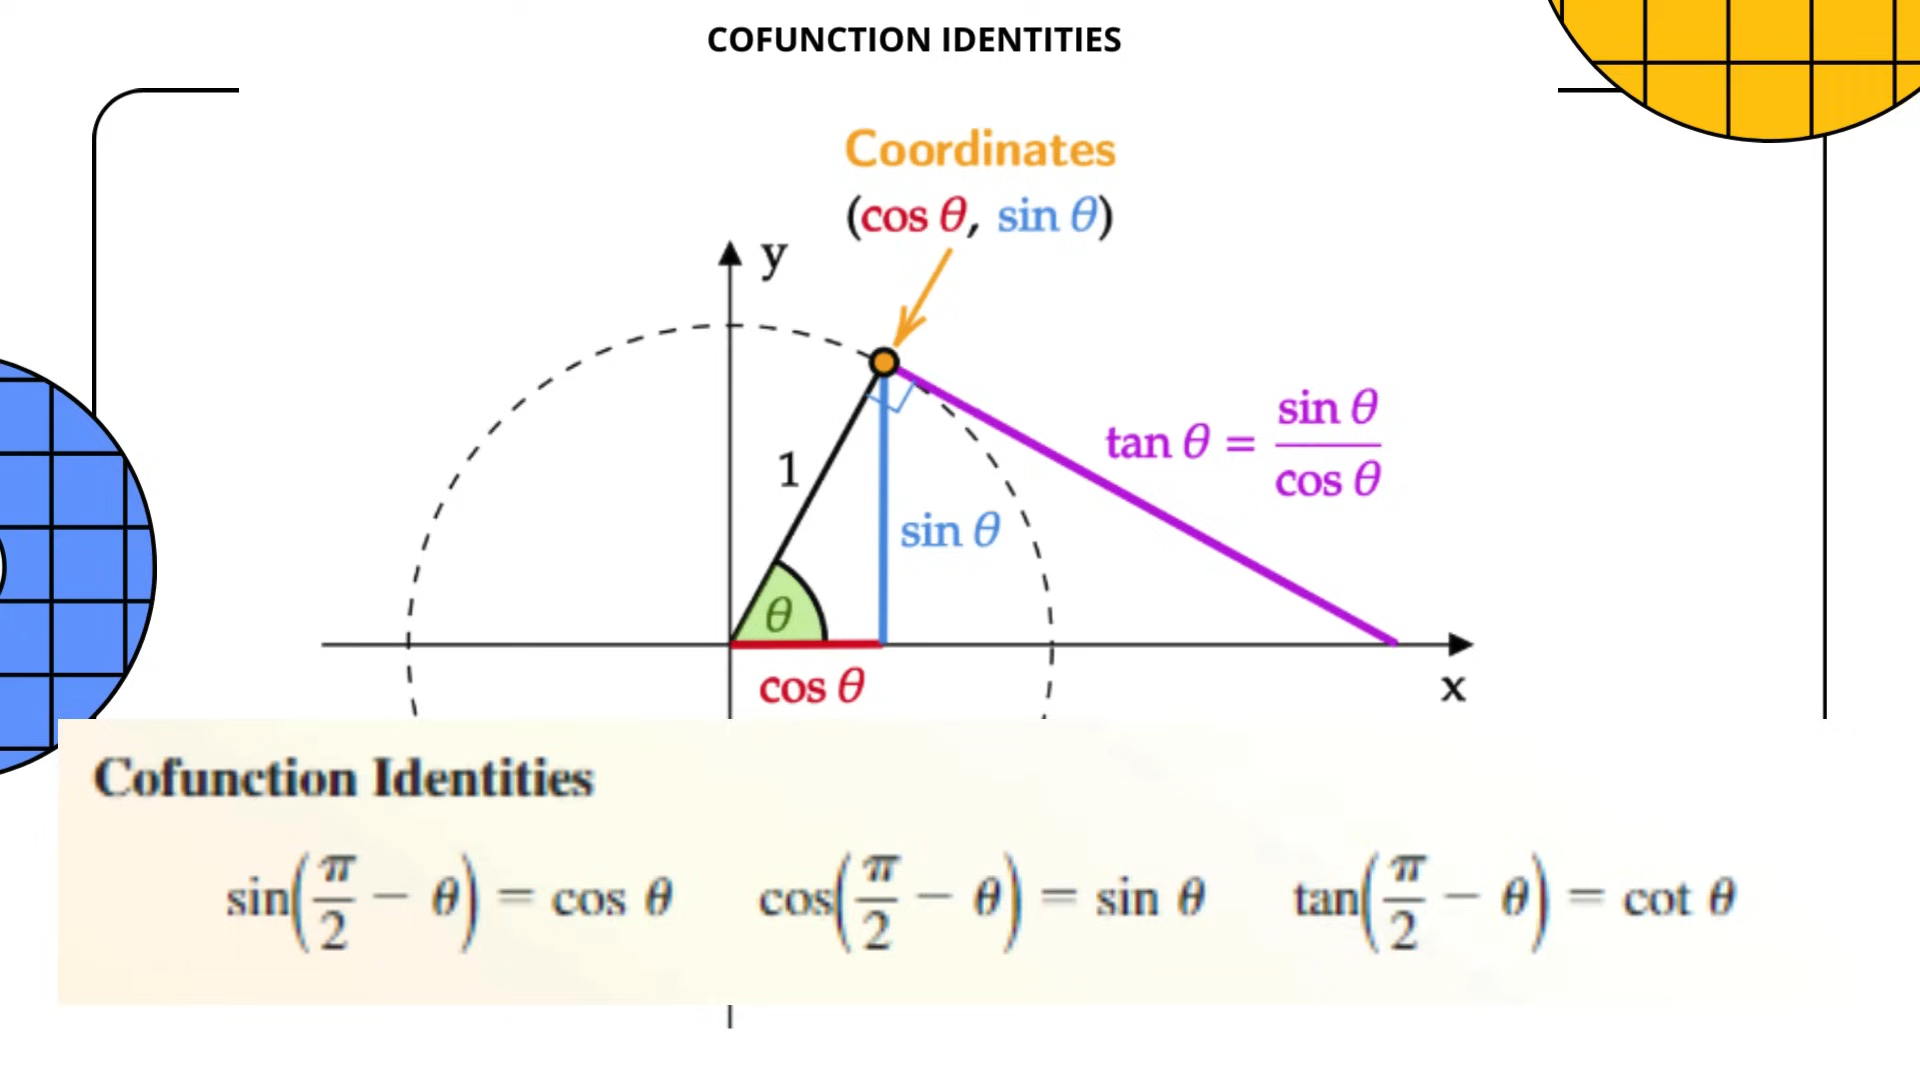 COFUNCTION IDENTITIES
Coordinates
(cos θ, sin θ)
y
tan θ = sin θ / cos θ
1
sin θ
θ
cos θ
x
Cofunction Identities
sin(π/2 − θ) = cos θ cos(π/2 − θ) = sin θ tan(π/2 − θ) = cot θ